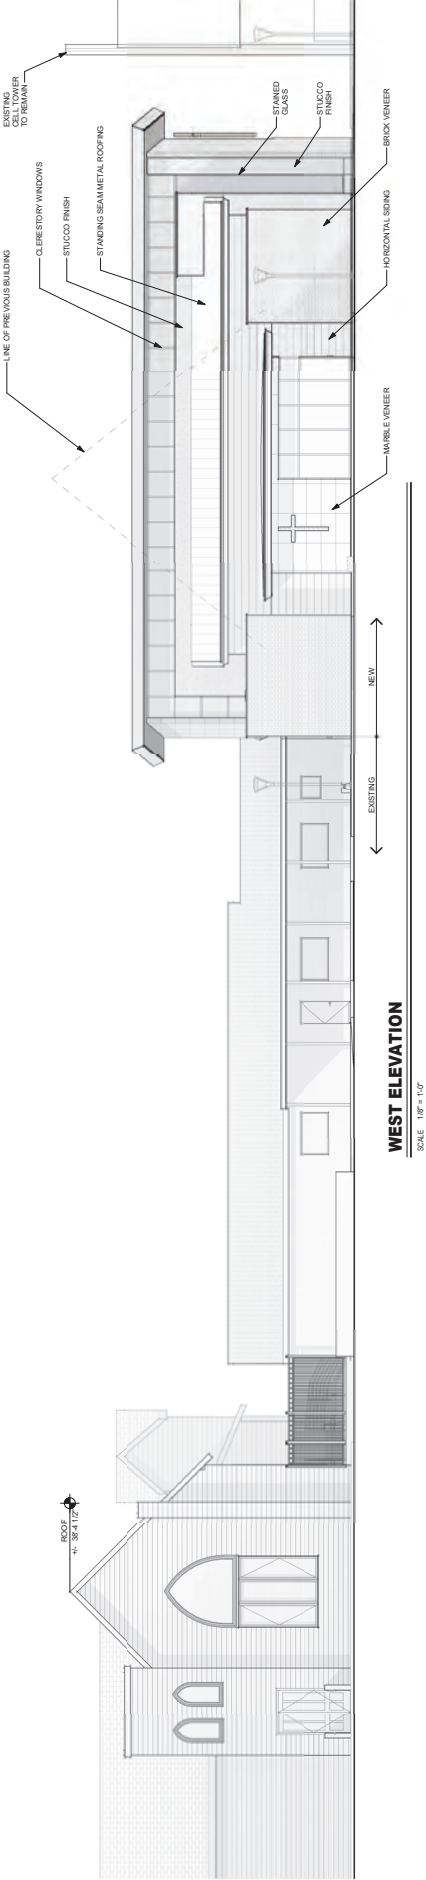 EXISTING
CELL TOWER
TO REMAIN
LINE OF PREVIOUS BUILDING
CLERESTORY WINDOWS
STUCCO FINISH
STANDING SEAM METAL ROOFING
STAINED
GLASS
STUCCO
FINISH
BRICK VENEER
HORIZONTAL SIDING
MARBLE VENEER
ROOF
+/- 38'-4 1/2"
EXISTING
NEW
WEST ELEVATION
SCALE 1/8" = 1'-0"